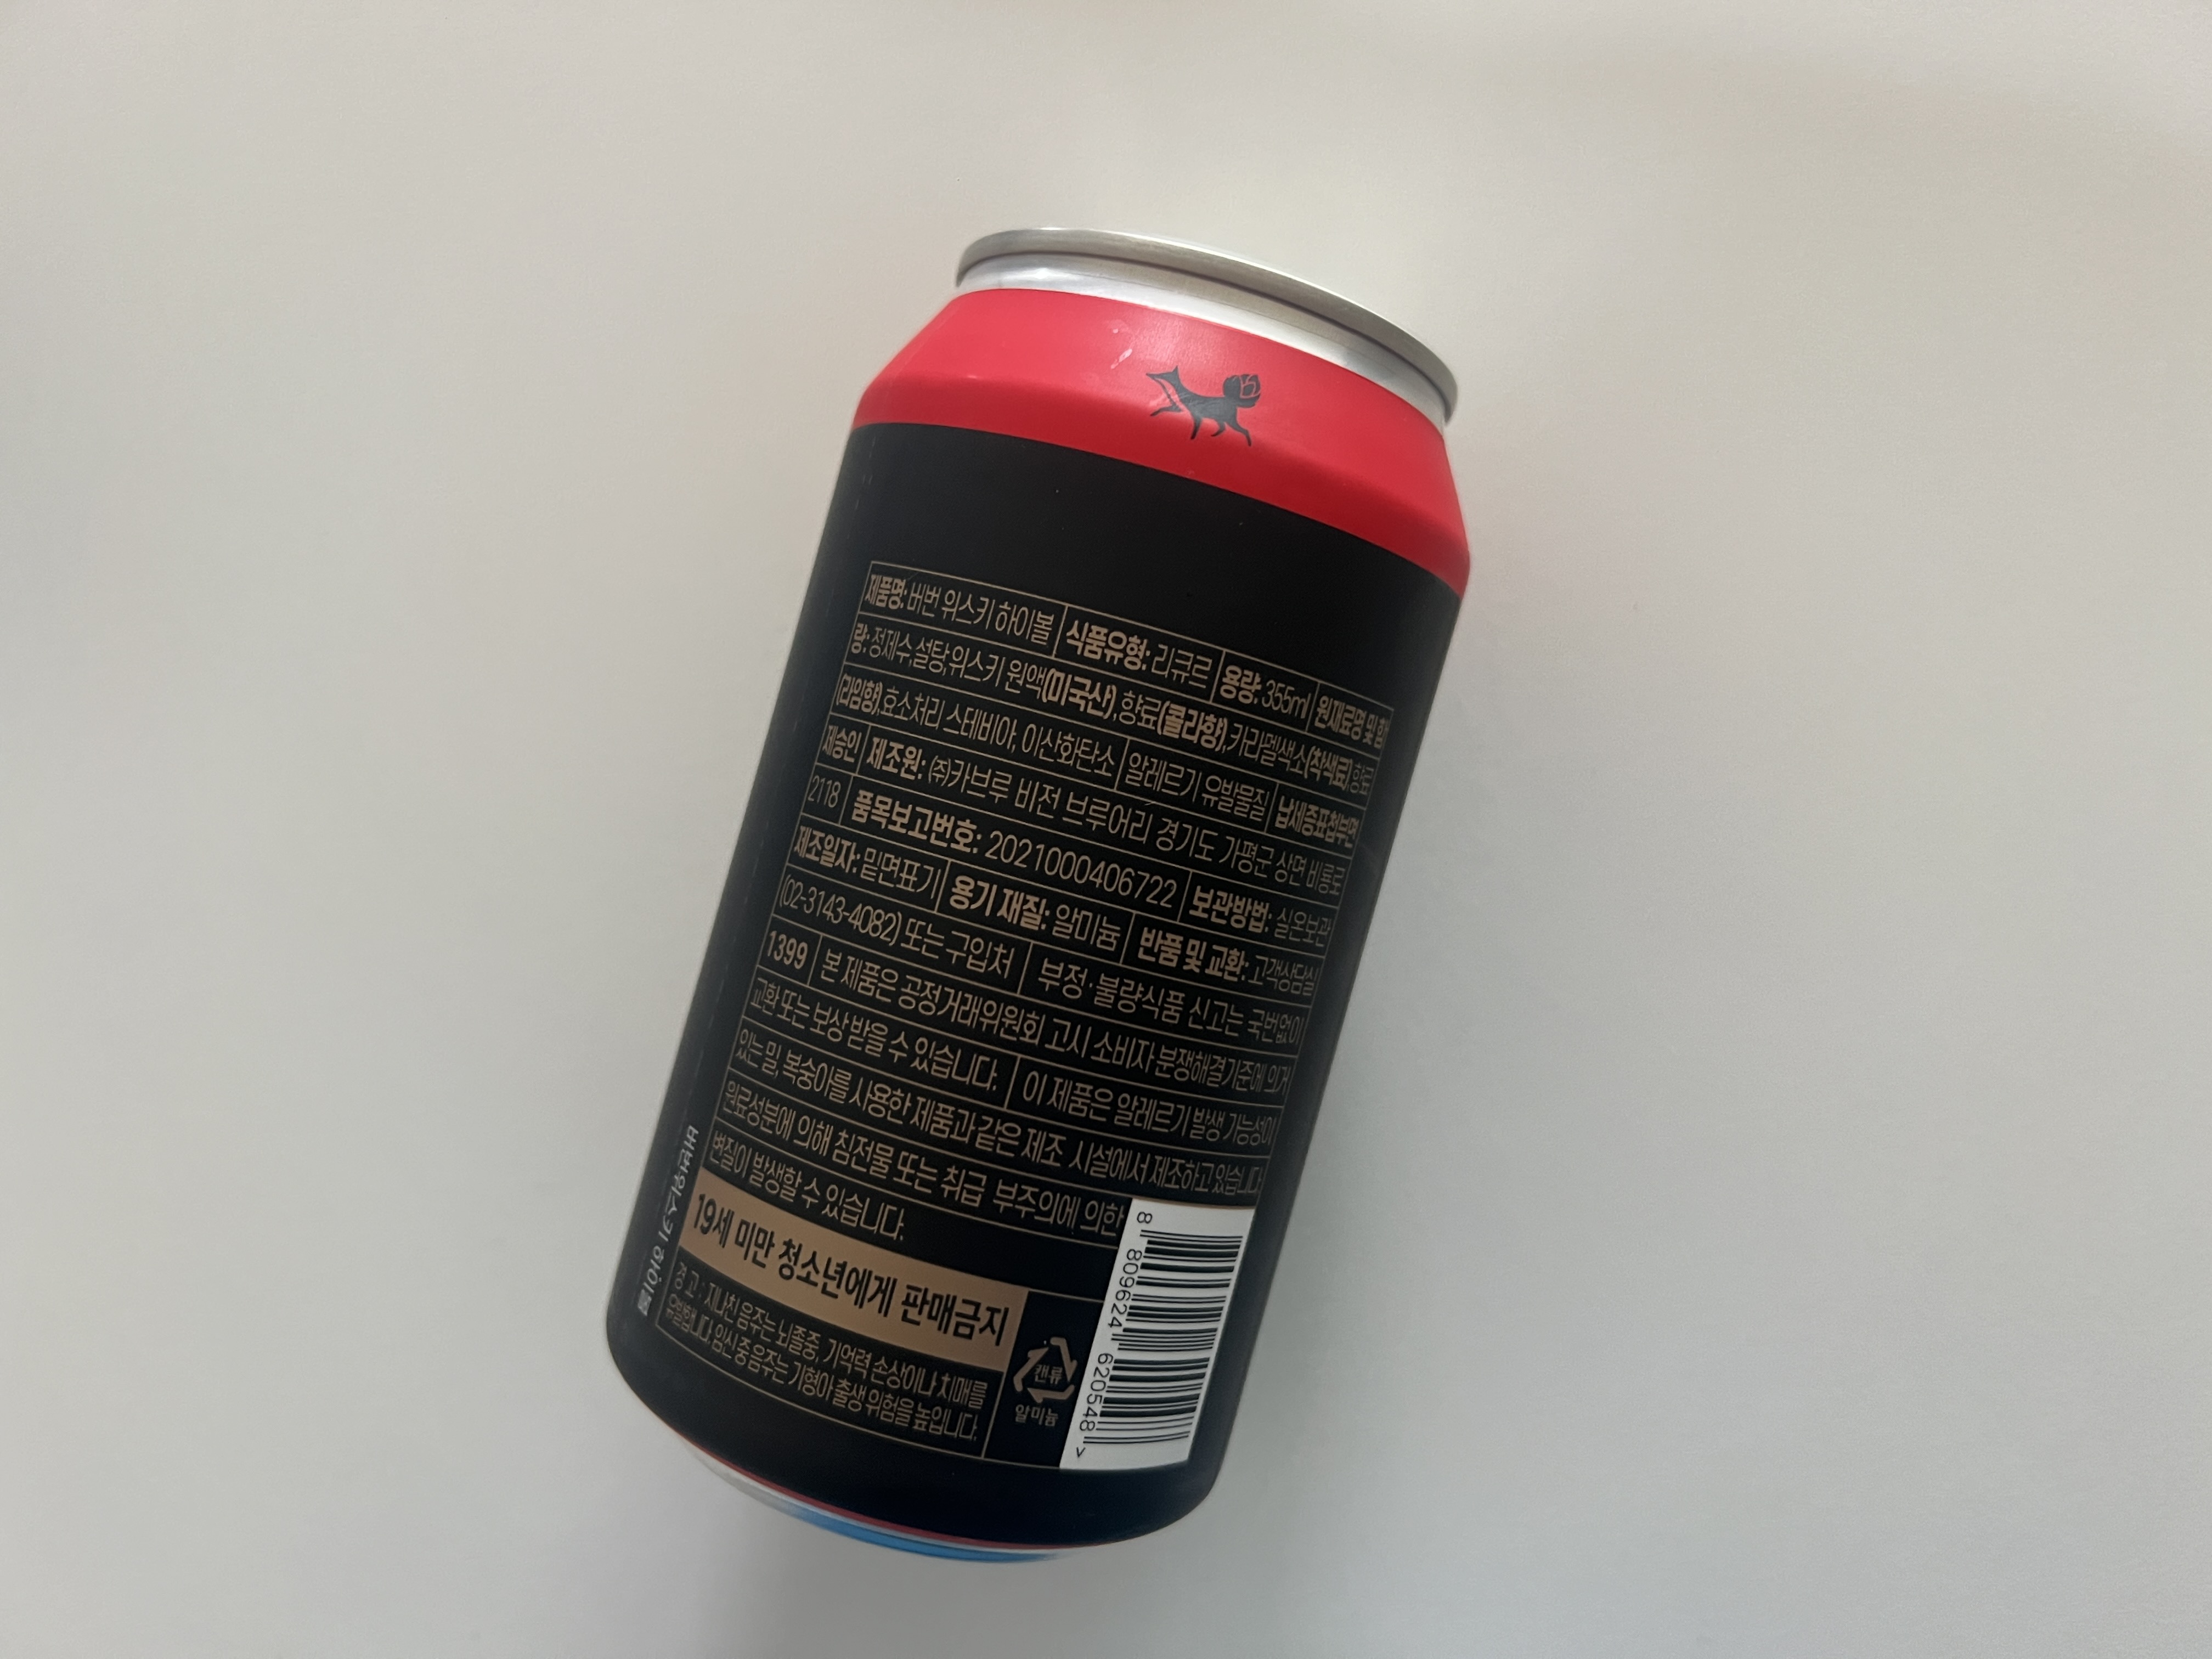 제품명: 버번 위스키 하이볼 식품유형: 리큐르 용량: 355ml 원재료명 및 함
량: 정제수,설탕,위스키 원액(미국산),향료(콜라향),카라멜색소(착색료),향료
(라임향),효소처리 스테비아, 이산화탄소 알레르기 유발물질 납세증표첩부면
제승인 제조원: ㈜카브루 비전 브루어리 경기도 가평군 상면 비룡로
2118 품목보고번호: 2021000406722 보관방법: 실온보관
제조일자: 밑면표기 용기 재질: 알미늄 반품 및 교환: 고객상담실
(02-3143-4082) 또는 구입처 부정·불량식품 신고는 국번없이
1399 본 제품은 공정거래위원회 고시 소비자 분쟁해결기준에 의거
교환 또는 보상 받을 수 있습니다. 이 제품은 알레르기 발생 가능성이
있는 밀, 복숭아를 사용한 제품과 같은 제조 시설에서 제조하고 있습니다.
원료성분에 의해 침전물 또는 취급 부주의에 의한
변질이 발생할 수 있습니다.
19세 미만 청소년에게 판매금지
경고 : 지나친 음주는 뇌졸중, 기억력 손상이나 치매를
유발합니다. 임신 중 음주는 기형아 출생 위험을 높입니다.
캔류
알미늄
8 809624 620548 >
버번위스키 하이볼